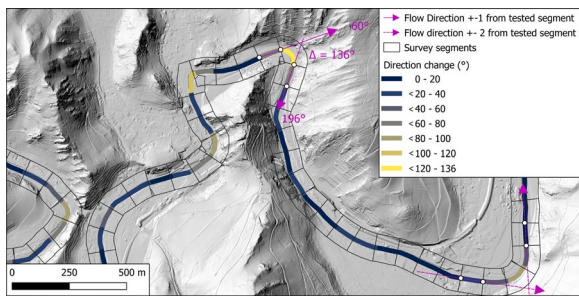 60°
Δ = 136°
196°
Flow Direction +-1 from tested segment
Flow direction +- 2 from tested segment
Survey segments
Direction change (°)
0 - 20
<20 - 40
<40 - 60
<60 - 80
<80 - 100
<100 - 120
<120 - 136
0 250 500 m